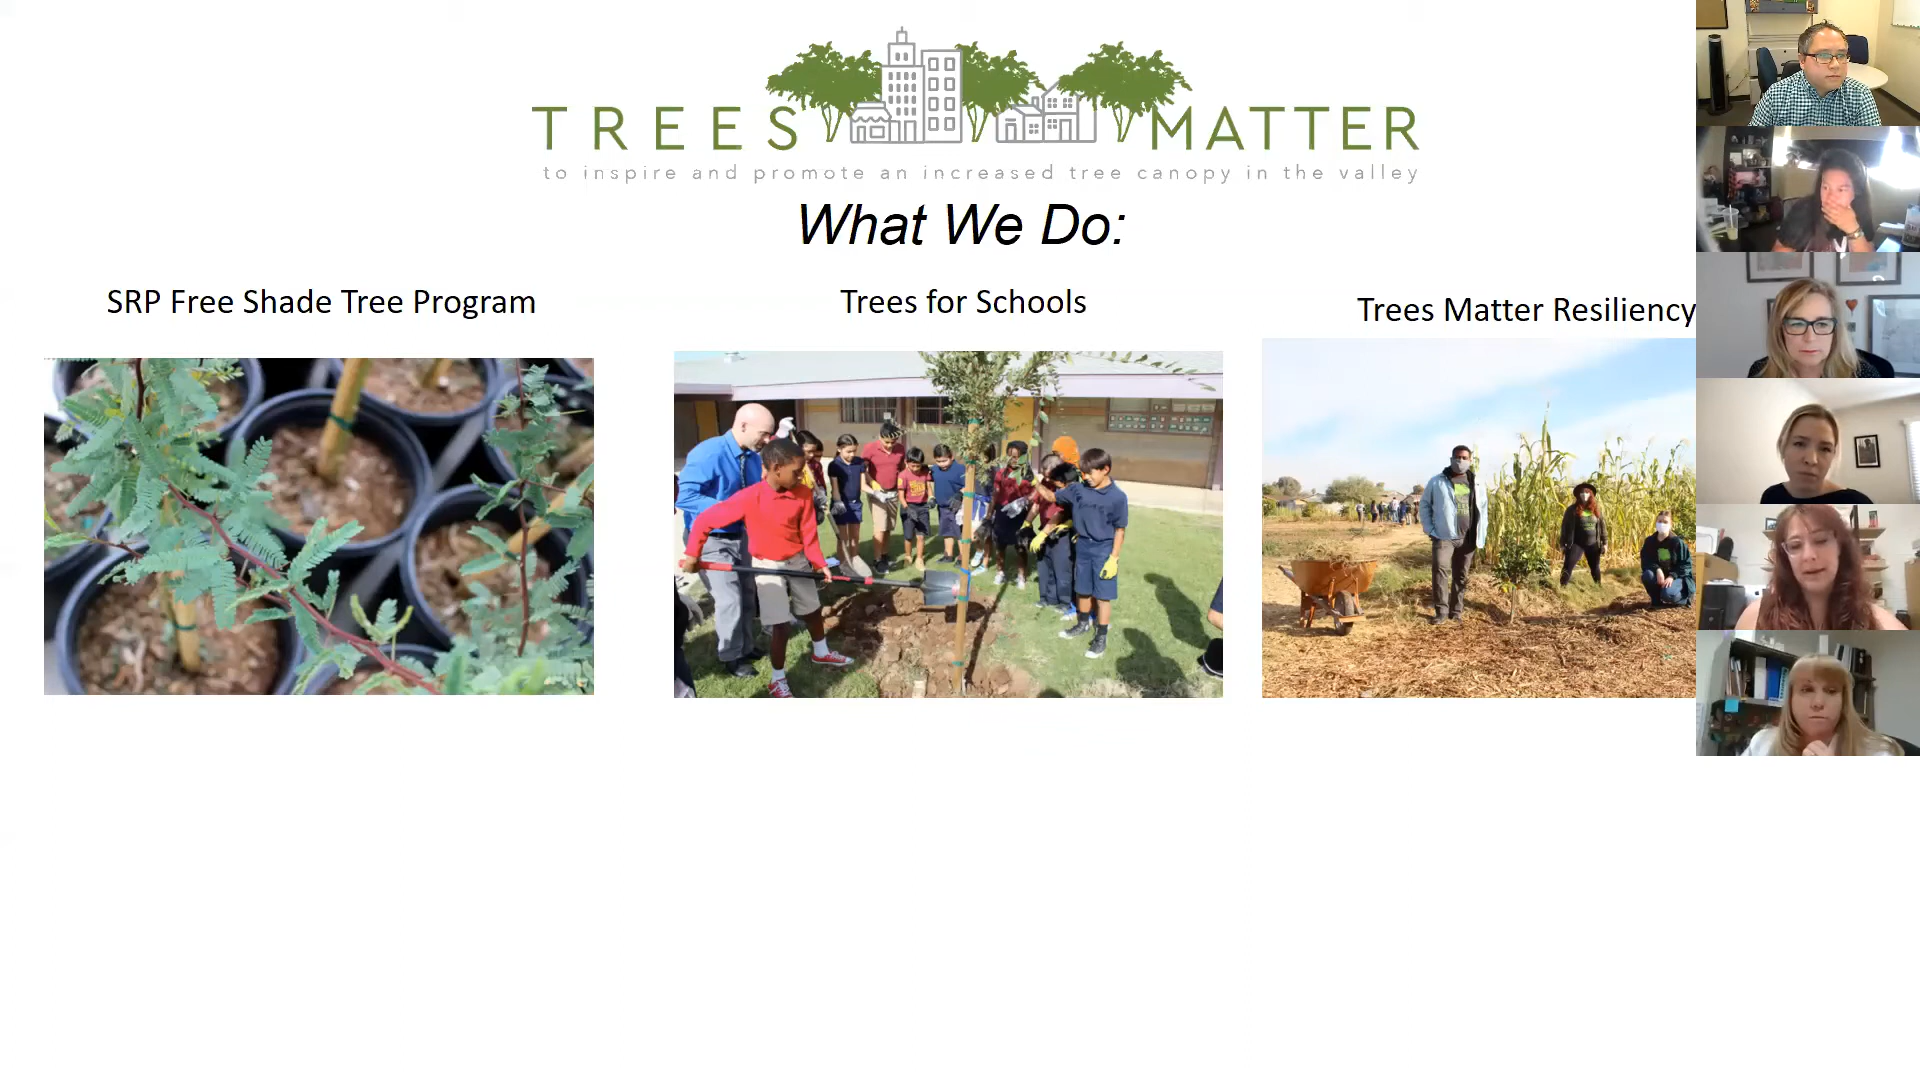 TREES MATTER
to inspire and promote an increased tree canopy in the valley
What We Do:
SRP Free Shade Tree Program
Trees for Schools
Trees Matter Resiliency